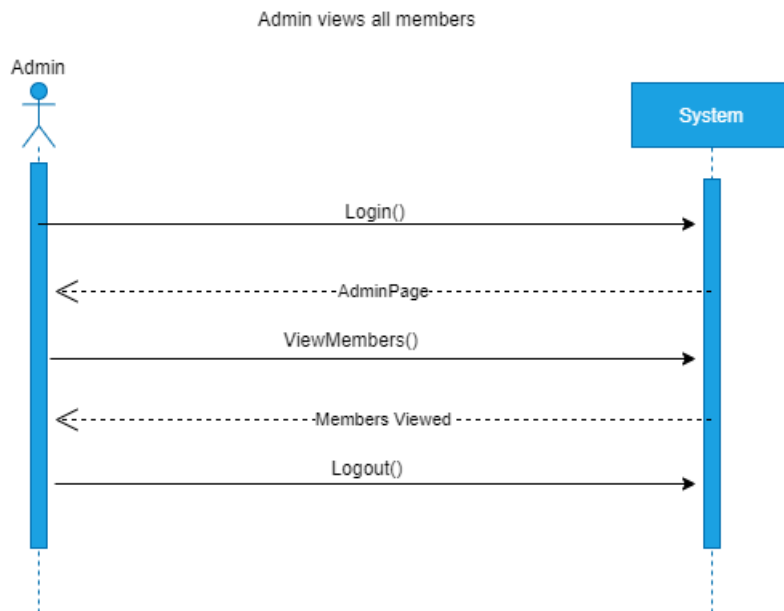 Admin views all members
Admin
System
Login()
AdminPage
ViewMembers()
Members Viewed
Logout()